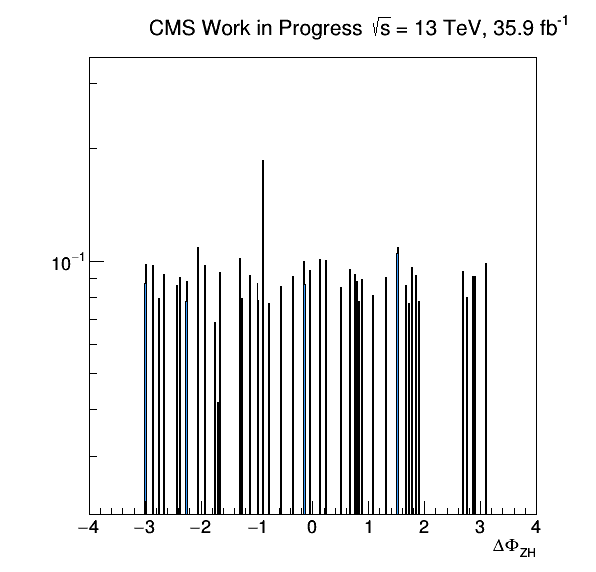 CMS Work in Progress √s = 13 TeV, 35.9 fb⁻¹
10⁻¹
−4 −3 −2 −1 0 1 2 3 4
ΔΦ_ZH